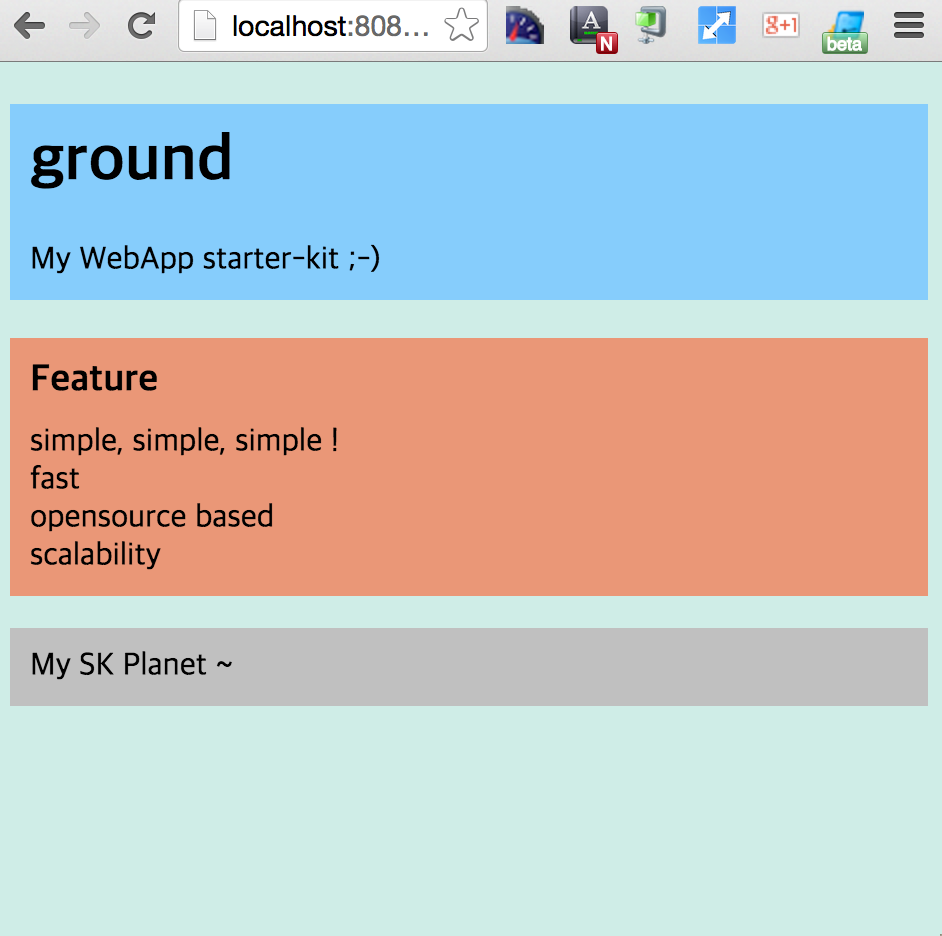 localhost:808...
A
N
g+1
beta
ground
My WebApp starter-kit ;-)
Feature
simple, simple, simple !
fast
opensource based
scalability
My SK Planet ~